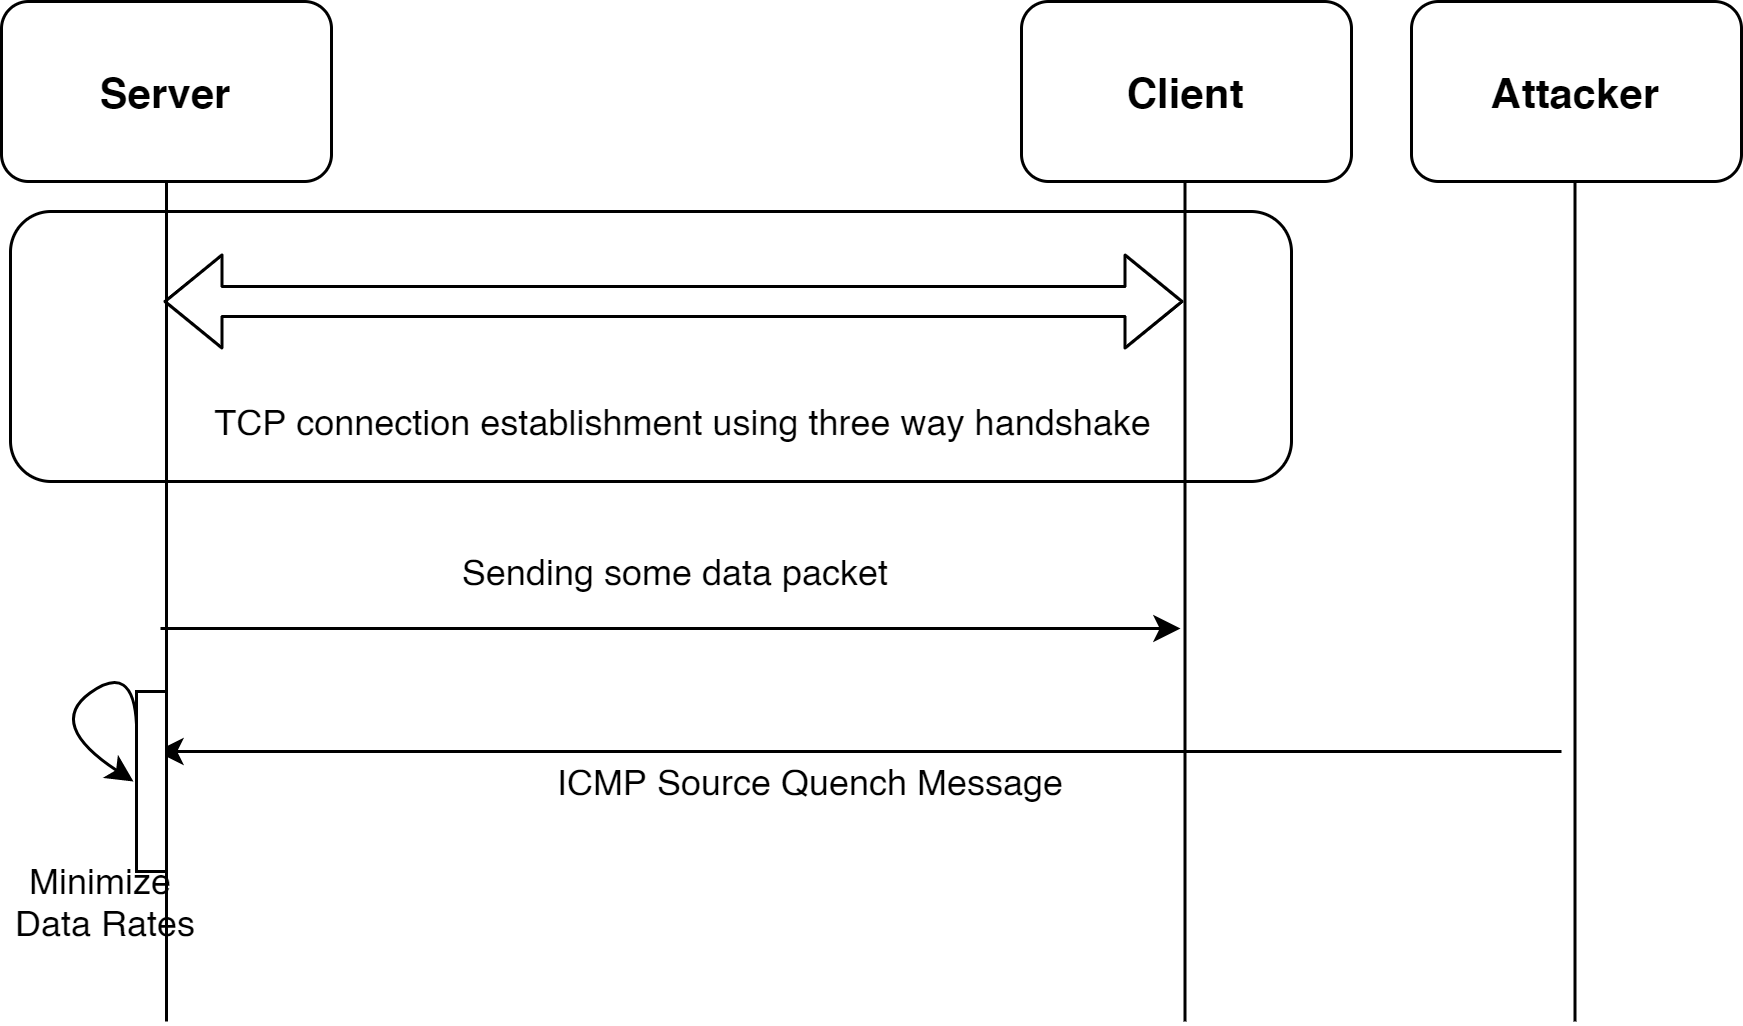 Server
Client
Attacker
TCP connection establishment using three way handshake
Sending some data packet
ICMP Source Quench Message
Minimize
Data Rates